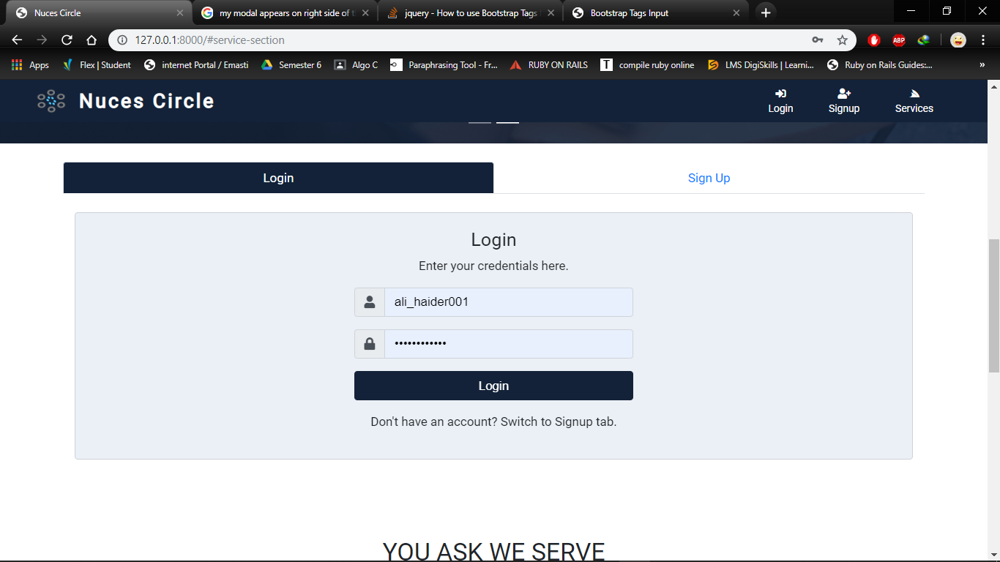 Nuces Circle
my modal appears on right side of t
jquery - How to use Bootstrap Tags
Bootstrap Tags Input
127.0.0.1:8000/#service-section
ABP
Apps
Flex | Student
internet Portal / Emasti
Semester 6
Algo C
Paraphrasing Tool - Fr...
RUBY ON RAILS
T
compile ruby online
LMS DigiSkills | Learni...
Ruby on Rails Guides:...
»
Nuces Circle
Login
Signup
Services
Login
Sign Up
Login
Enter your credentials here.
ali_haider001
••••••••••••
Login
Don't have an account? Switch to Signup tab.
YOU ASK WE SERVE